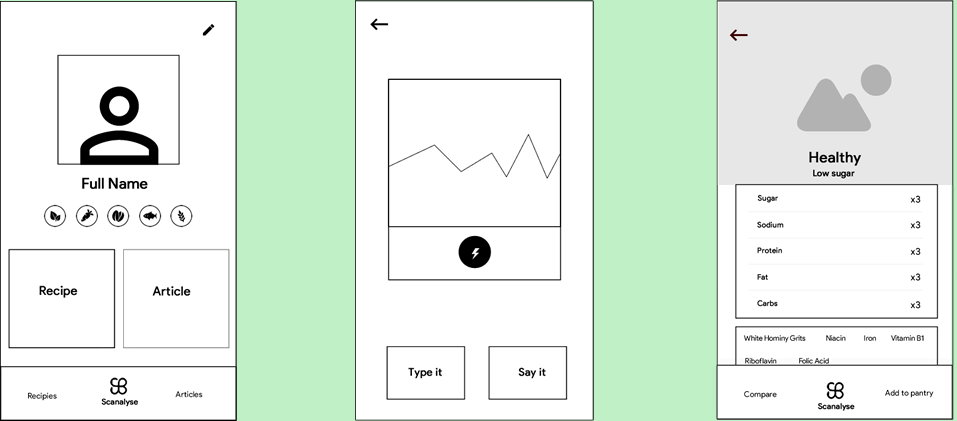 Full Name
Recipe Article
Recipies Scanalyse Articles
Type it Say it
Healthy
Low sugar
Sugar x3
Sodium x3
Protein x3
Fat x3
Carbs x3
White Hominy Grits Niacin Iron Vitamin B1
Riboflavin Folic Acid
Compare Scanalyse Add to pantry